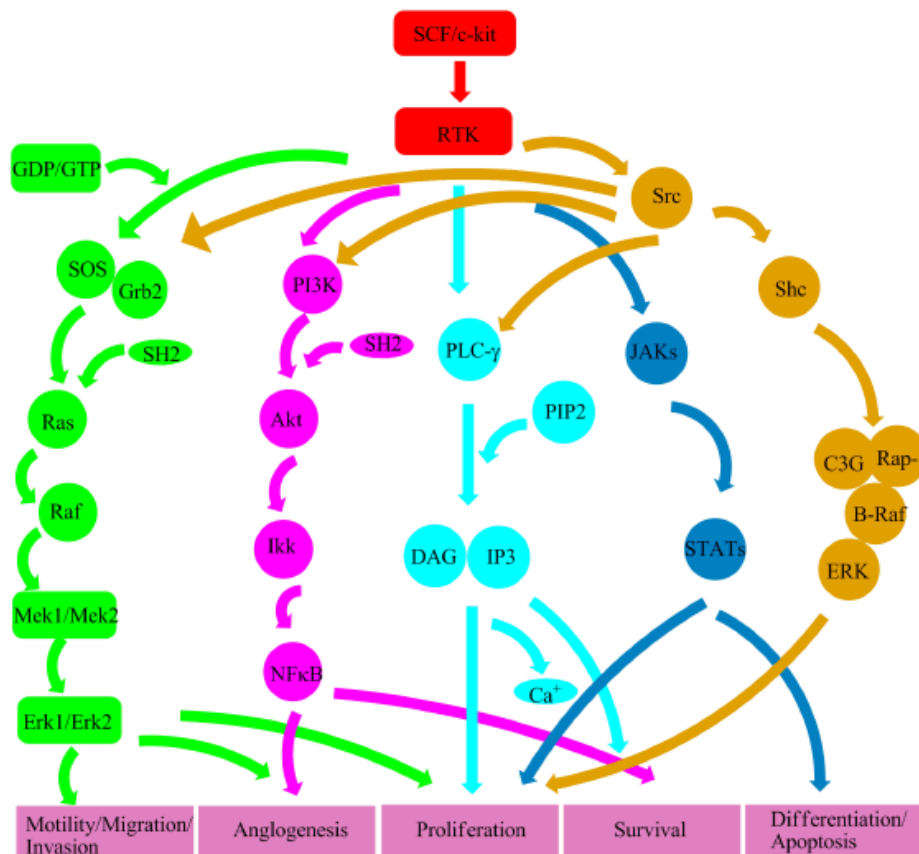 SCF/c-kit
RTK
GDP/GTP
Src
SOS
Grb2
PI3K
Shc
SH2
SH2
PLC-γ
JAKs
Ras
Akt
PIP2
C3G
Rap-
Raf
B-Raf
Ikk
DAG
IP3
STATs
ERK
Mek1/Mek2
NFκB
Ca⁺
Erk1/Erk2
Motility/Migration/
Invasion
Anglogenesis
Proliferation
Survival
Differentiation/
Apoptosis